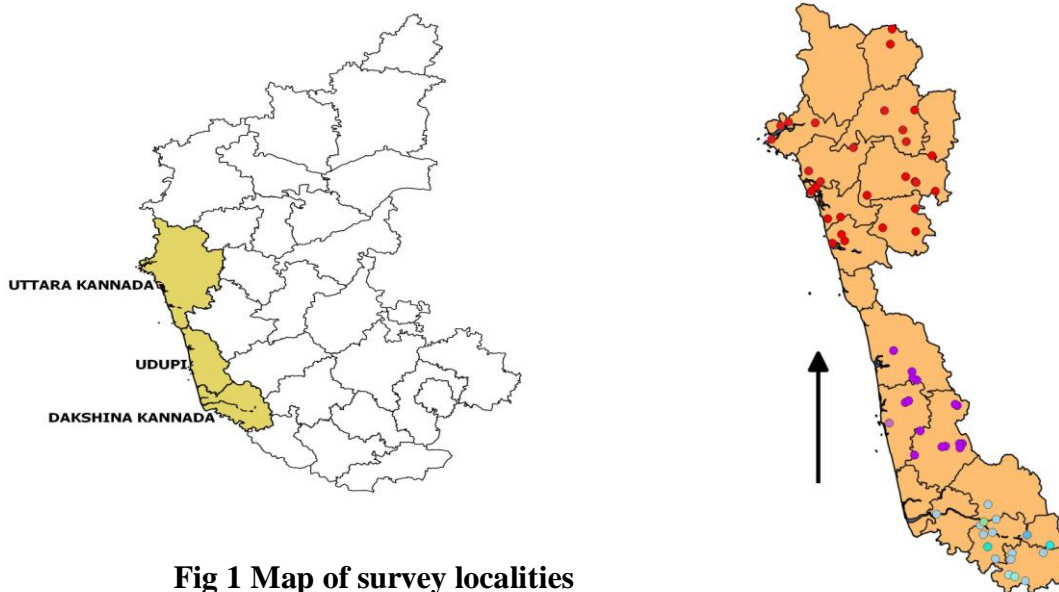 UTTARA KANNADA
UDUPI
DAKSHINA KANNADA
Fig 1 Map of survey localities